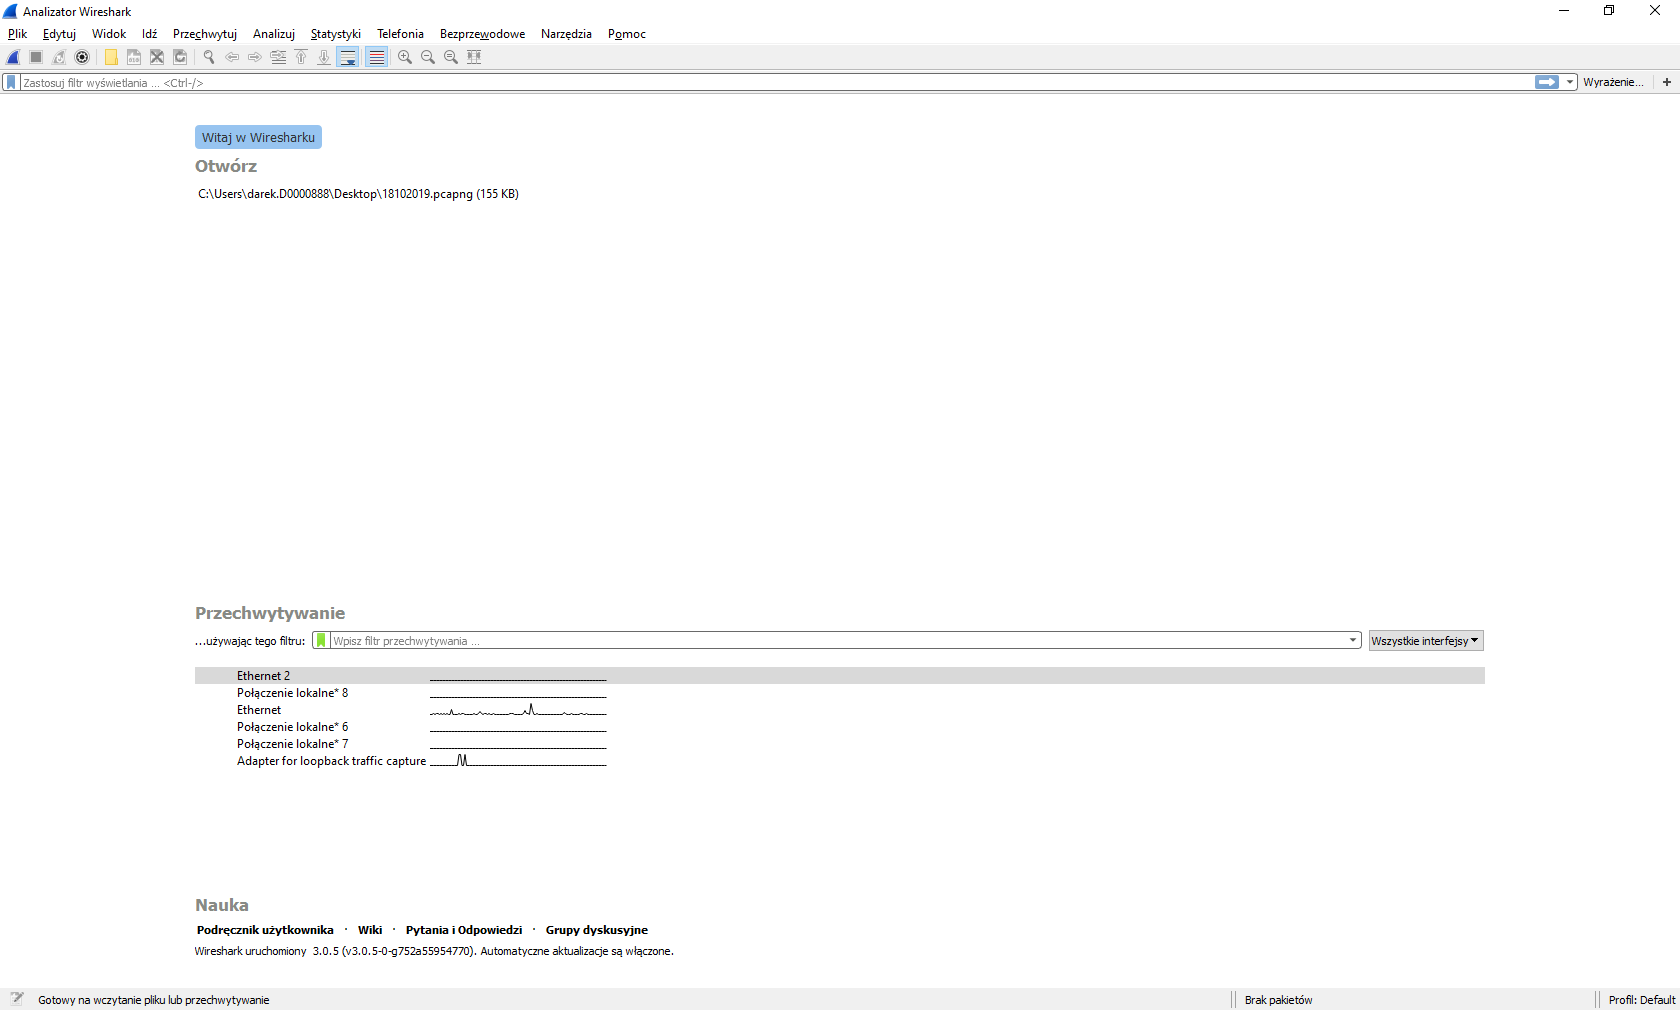 Analizator Wireshark
Plik Edytuj Widok Idź Przechwytuj Analizuj Statystyki Telefonia Bezprzewodowe Narzędzia Pomoc
Zastosuj filtr wyświetlania ... <Ctrl-/> Wyrażenie... +
Witaj w Wiresharku
Otwórz
C:\Users\darek.D0000888\Desktop\18102019.pcapng (155 KB)
Przechwytywanie
...używając tego filtru: Wpisz filtr przechwytywania ... Wszystkie interfejsy
Ethernet 2
Połączenie lokalne* 8
Ethernet
Połączenie lokalne* 6
Połączenie lokalne* 7
Adapter for loopback traffic capture
Nauka
Podręcznik użytkownika · Wiki · Pytania i Odpowiedzi · Grupy dyskusyjne
Wireshark uruchomiony 3.0.5 (v3.0.5-0-g752a55954770). Automatyczne aktualizacje są włączone.
Gotowy na wczytanie pliku lub przechwytywanie Brak pakietów Profil: Default